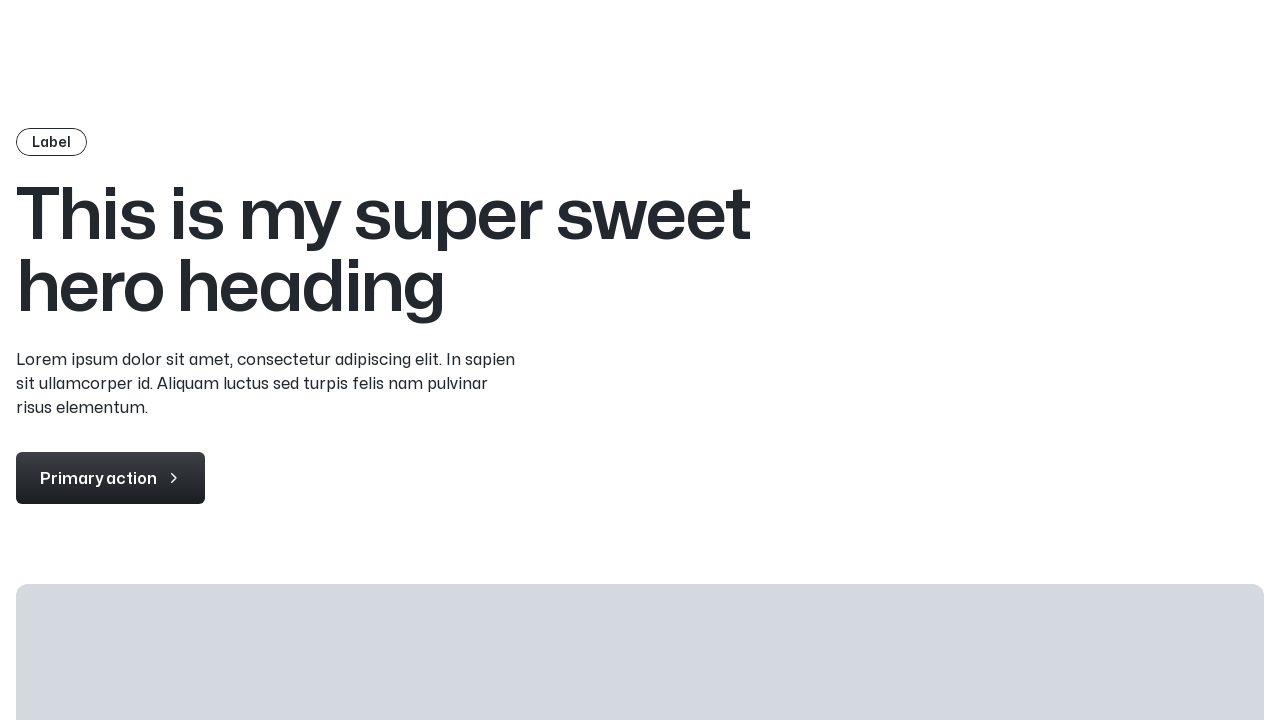 Label
This is my super sweet
hero heading
Lorem ipsum dolor sit amet, consectetur adipiscing elit. In sapien
sit ullamcorper id. Aliquam luctus sed turpis felis nam pulvinar
risus elementum.
Primary action